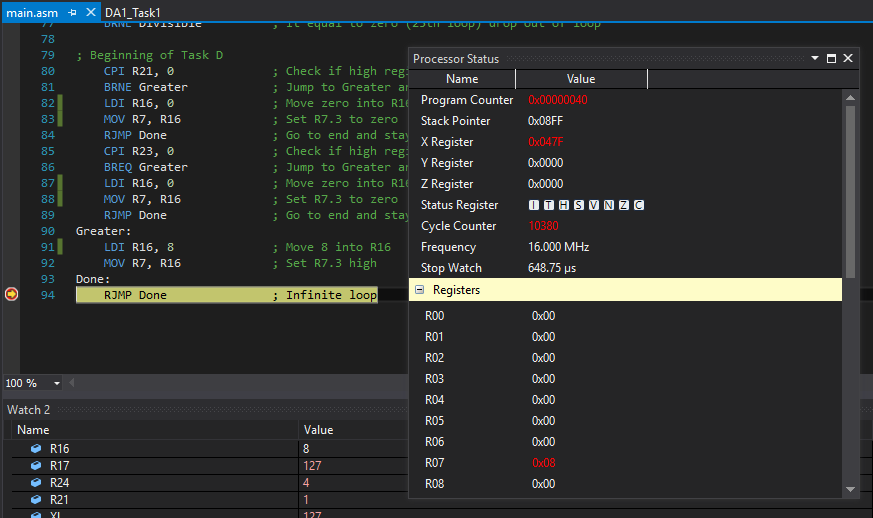 main.asm DA1_Task1
77 BRNE Divisible ; If equal to zero (25th loop) drop out of loop
78
79 ; Beginning of Task D
80 CPI R21, 0 ; Check if high regi
81 BRNE Greater ; Jump to Greater an
82 LDI R16, 0 ; Move zero into R16
83 MOV R7, R16 ; Set R7.3 to zero
84 RJMP Done ; Go to end and stay
85 CPI R23, 0 ; Check if high regi
86 BREQ Greater ; Jump to Greater an
87 LDI R16, 0 ; Move zero into R16
88 MOV R7, R16 ; Set R7.3 to zero
89 RJMP Done ; Go to end and stay
90 Greater:
91 LDI R16, 8 ; Move 8 into R16
92 MOV R7, R16 ; Set R7.3 high
93 Done:
94 RJMP Done ; Infinite loop
100 %
Processor Status
Name Value
Program Counter 0x00000040
Stack Pointer 0x08FF
X Register 0x047F
Y Register 0x0000
Z Register 0x0000
Status Register I T H S V N Z C
Cycle Counter 10380
Frequency 16.000 MHz
Stop Watch 648.75 µs
Registers
R00 0x00
R01 0x00
R02 0x00
R03 0x00
R04 0x00
R05 0x00
R06 0x00
R07 0x08
R08 0x00
Watch 2
Name Value
R16 8
R17 127
R24 4
R21 1
XL 127